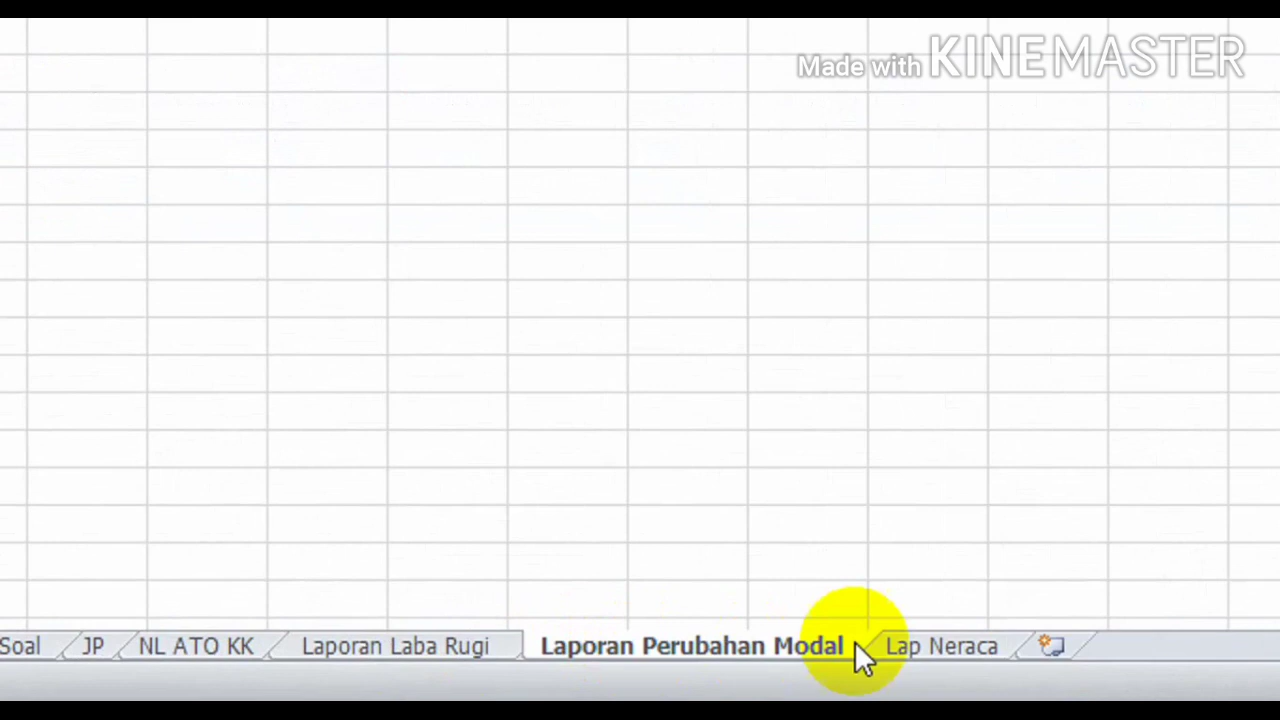 Made with KINEMASTER
Soal JP NL ATO KK Laporan Laba Rugi Laporan Perubahan Modal Lap Neraca